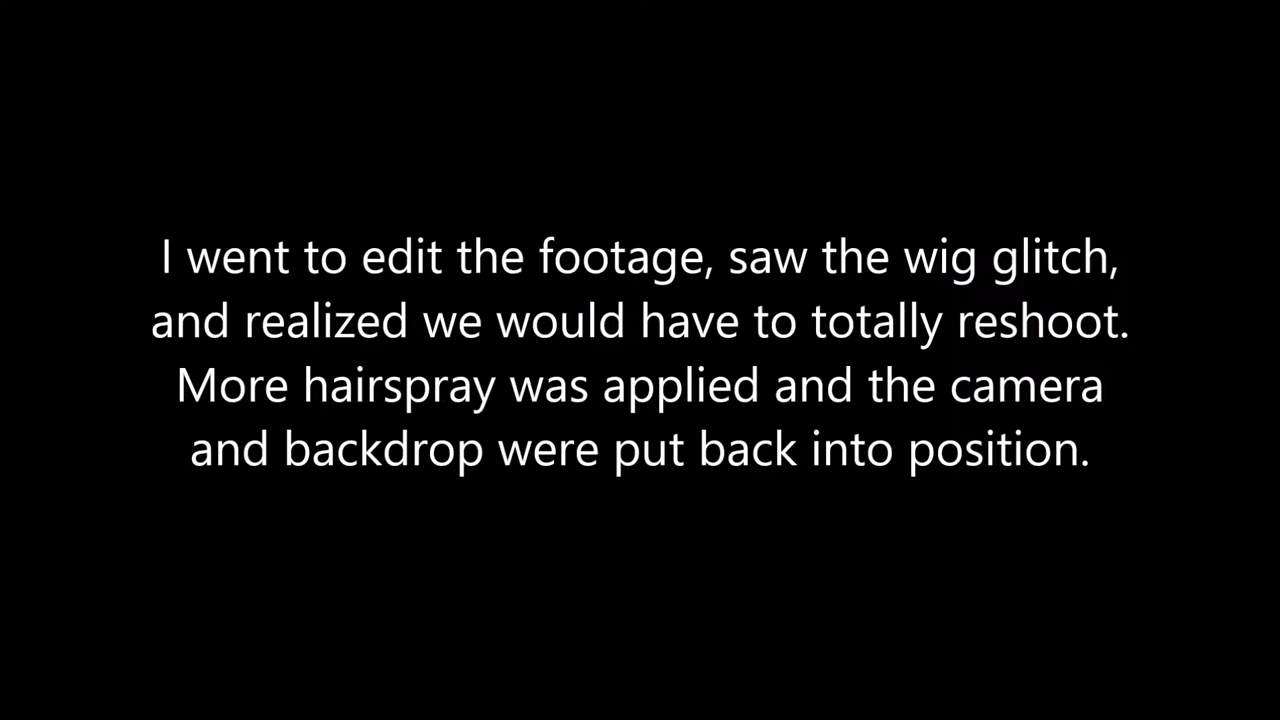 I went to edit the footage, saw the wig glitch,
and realized we would have to totally reshoot.
More hairspray was applied and the camera
and backdrop were put back into position.